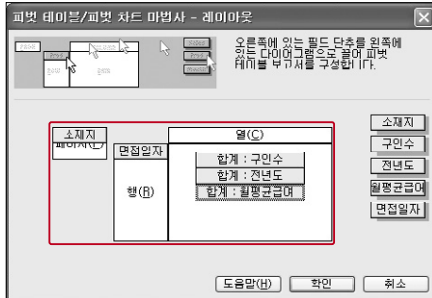 피벗 테이블/피벗 차트 마법사 - 레이아웃
오른쪽에 있는 필드 단추를 왼쪽에
있는 다이어그램으로 끌어 피벗
테이블 보고서를 구성합니다.
소재지
페이지(P)
면접일자
행(R)
열(C)
합계 : 구인수
합계 : 전년도
합계 : 월평균급여
소재지
구인수
전년도
월평균급여
면접일자
도움말(H)
확인
취소